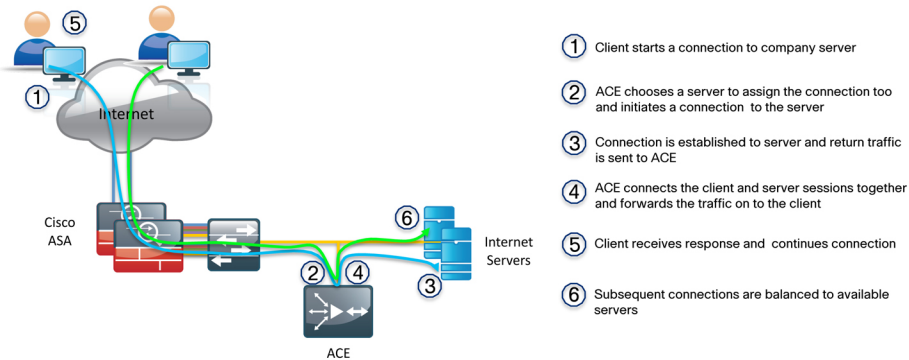 5
1
Internet
Cisco
ASA
6
Internet
Servers
2
4
3
ACE
1 Client starts a connection to company server
2 ACE chooses a server to assign the connection too
and initiates a connection to the server
3 Connection is established to server and return traffic
is sent to ACE
4 ACE connects the client and server sessions together
and forwards the traffic on to the client
5 Client receives response and continues connection
6 Subsequent connections are balanced to available
servers